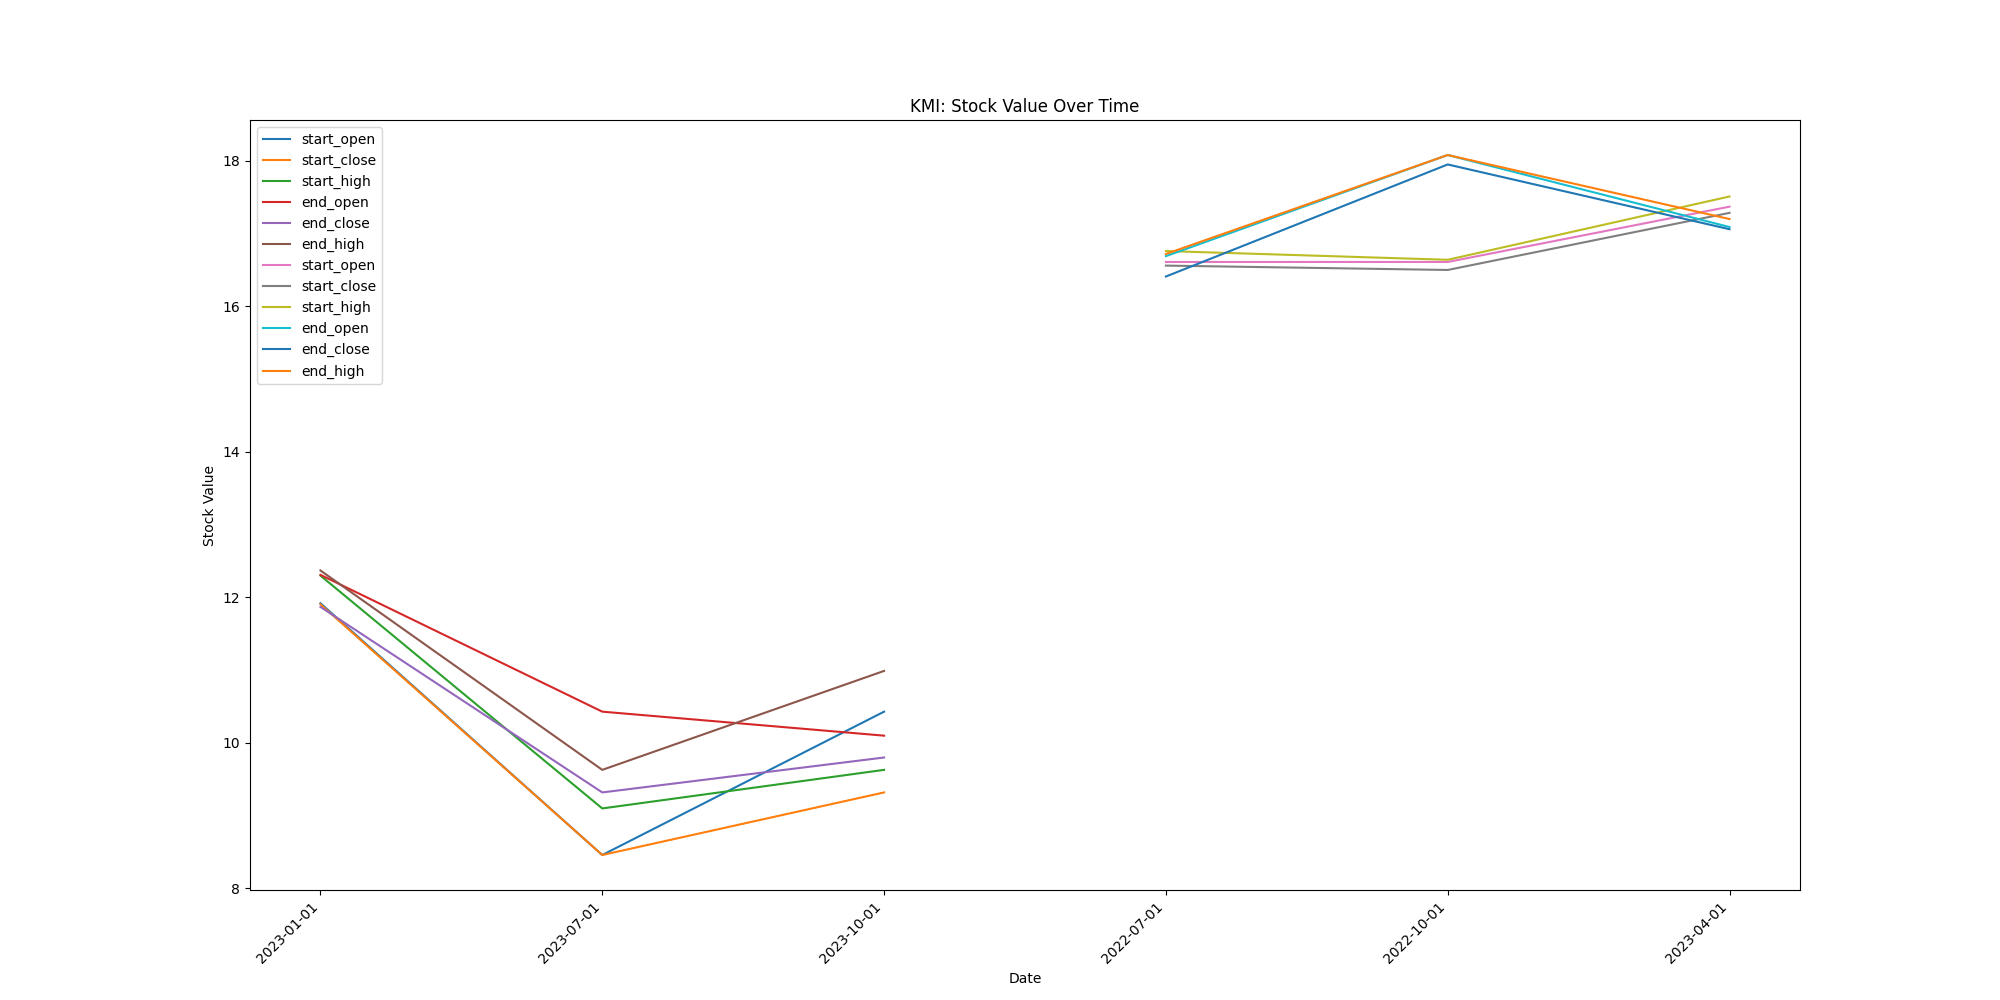 KMI: Stock Value Over Time
start_open
start_close
start_high
end_open
end_close
end_high
start_open
start_close
start_high
end_open
end_close
end_high
18
16
14
12
10
8
Stock Value
2023-01-01
2023-07-01
2023-10-01
2022-07-01
2022-10-01
2023-04-01
Date